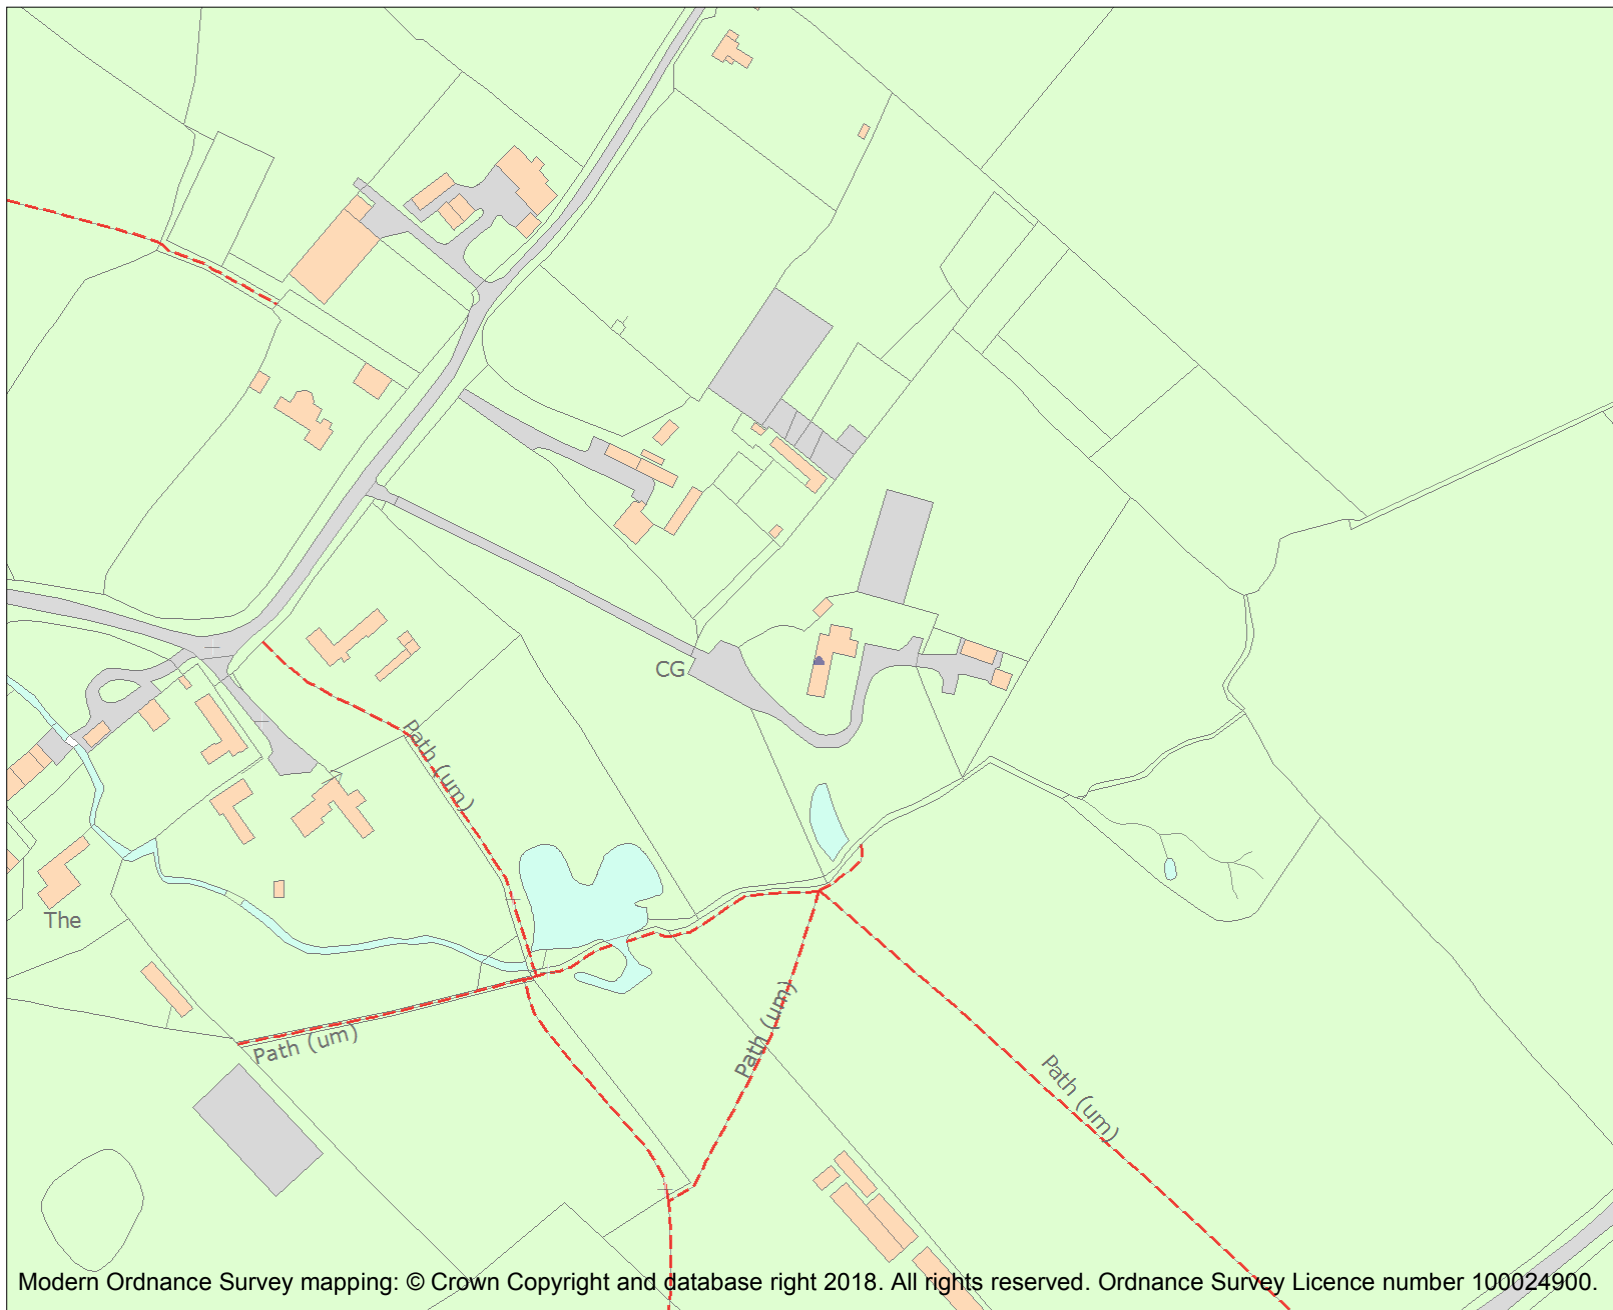 CG
Path (um)
The
Path (um)
Path (um)
Path (um)
Modern Ordnance Survey mapping: © Crown Copyright and database right 2018. All rights reserved. Ordnance Survey Licence number 100024900.